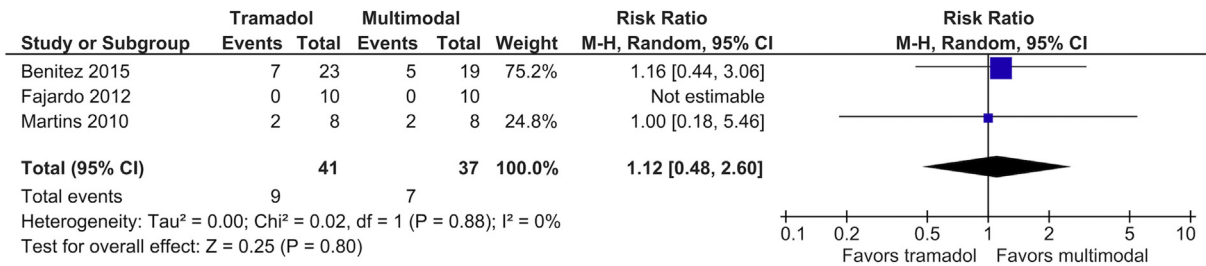 Tramadol Multimodal Risk Ratio Risk Ratio
Study or Subgroup Events Total Events Total Weight M-H, Random, 95% CI M-H, Random, 95% CI
Benitez 2015 7 23 5 19 75.2% 1.16 [0.44, 3.06]
Fajardo 2012 0 10 0 10 Not estimable
Martins 2010 2 8 2 8 24.8% 1.00 [0.18, 5.46]
Total (95% CI) 41 37 100.0% 1.12 [0.48, 2.60]
Total events 9 7
Heterogeneity: Tau² = 0.00; Chi² = 0.02, df = 1 (P = 0.88); I² = 0%
Test for overall effect: Z = 0.25 (P = 0.80)
0.1 0.2 0.5 1 2 5 10
Favors tramadol Favors multimodal